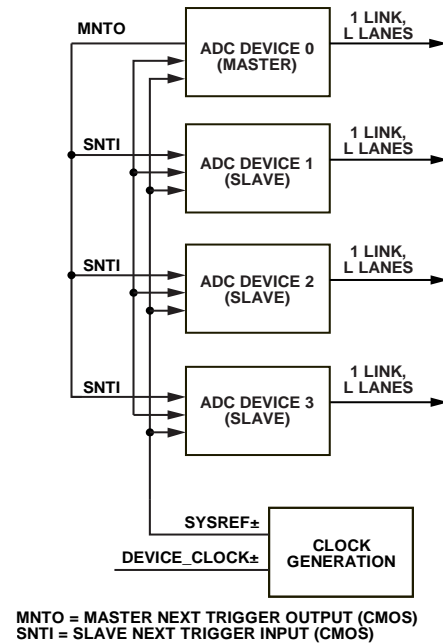 MNTO
ADC DEVICE 0
(MASTER)
1 LINK,
L LANES
SNTI
ADC DEVICE 1
(SLAVE)
1 LINK,
L LANES
SNTI
ADC DEVICE 2
(SLAVE)
1 LINK,
L LANES
SNTI
ADC DEVICE 3
(SLAVE)
1 LINK,
L LANES
SYSREF±
DEVICE_CLOCK±
CLOCK
GENERATION
MNTO = MASTER NEXT TRIGGER OUTPUT (CMOS)
SNTI = SLAVE NEXT TRIGGER INPUT (CMOS)